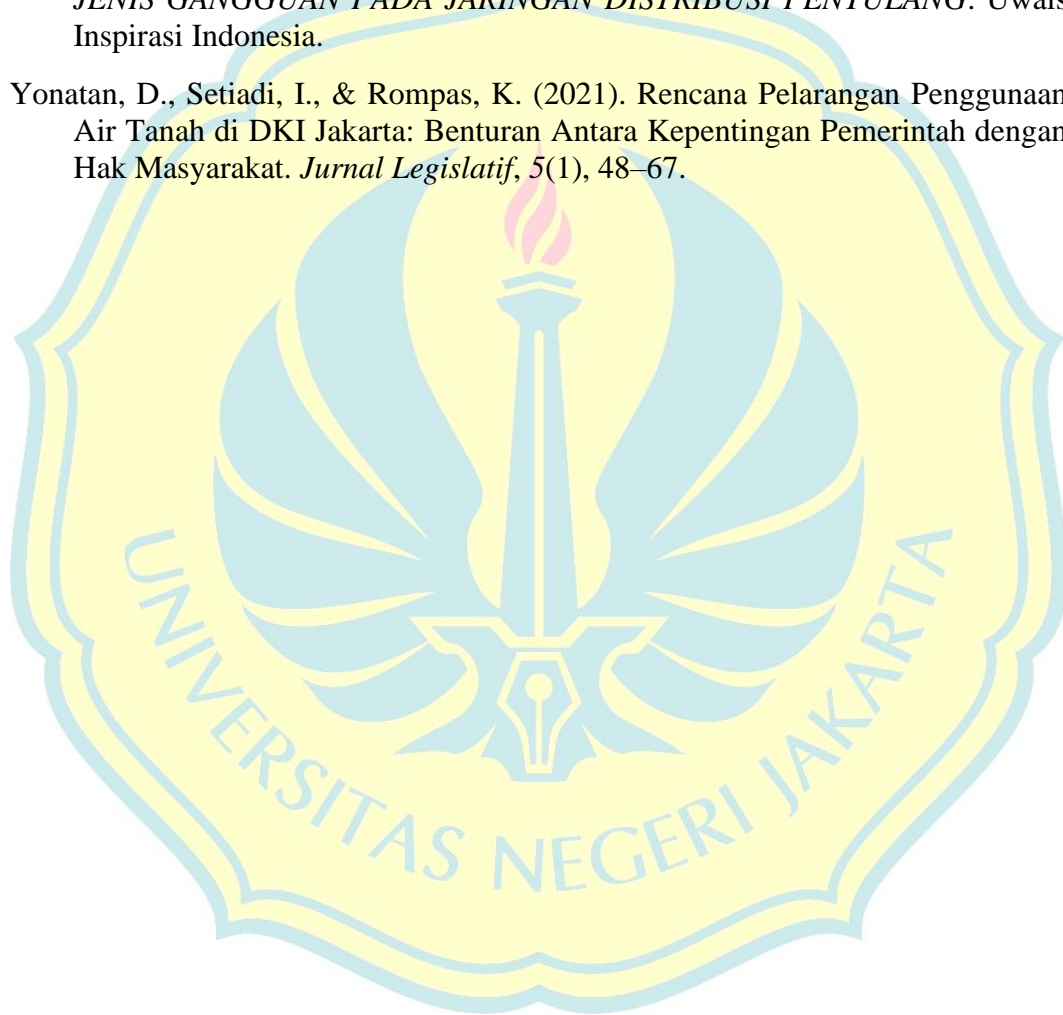 JENIS GANGGUAN PADA JARINGAN DISTRIBUSI PENYULANG. Uwais
Inspirasi Indonesia.
Yonatan, D., Setiadi, I., & Rompas, K. (2021). Rencana Pelarangan Penggunaan
Air Tanah di DKI Jakarta: Benturan Antara Kepentingan Pemerintah dengan
Hak Masyarakat. Jurnal Legislatif, 5(1), 48–67.
UNIVERSITAS NEGERI JAKARTA